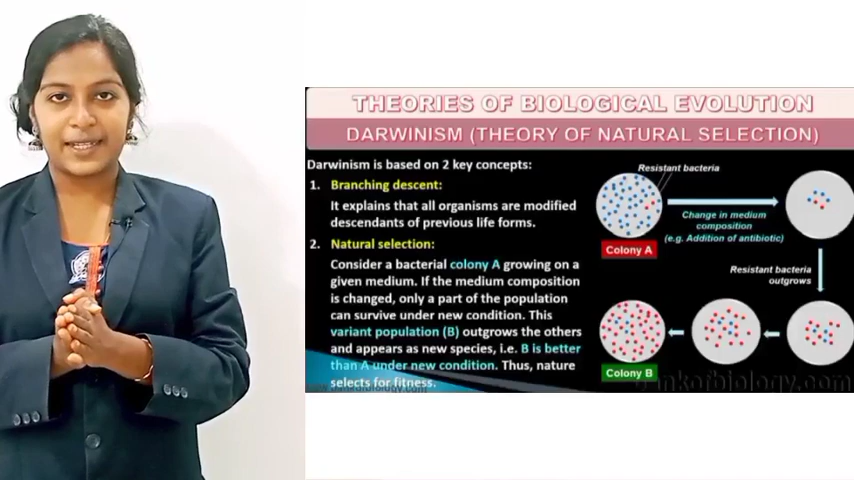 THEORIES OF BIOLOGICAL EVOLUTION
DARWINISM (THEORY OF NATURAL SELECTION)
Darwinism is based on 2 key concepts:
1. Branching descent:
It explains that all organisms are modified
descendants of previous life forms.
2. Natural selection:
Consider a bacterial colony A growing on a
given medium. If the medium composition
is changed, only a part of the population
can survive under new condition. This
variant population (B) outgrows the others
and appears as new species, i.e. B is better
than A under new condition. Thus, nature
selects for fitness.
Resistant bacteria
Colony A
Change in medium
composition
(e.g. Addition of antibiotic)
Resistant bacteria
outgrows
Colony B